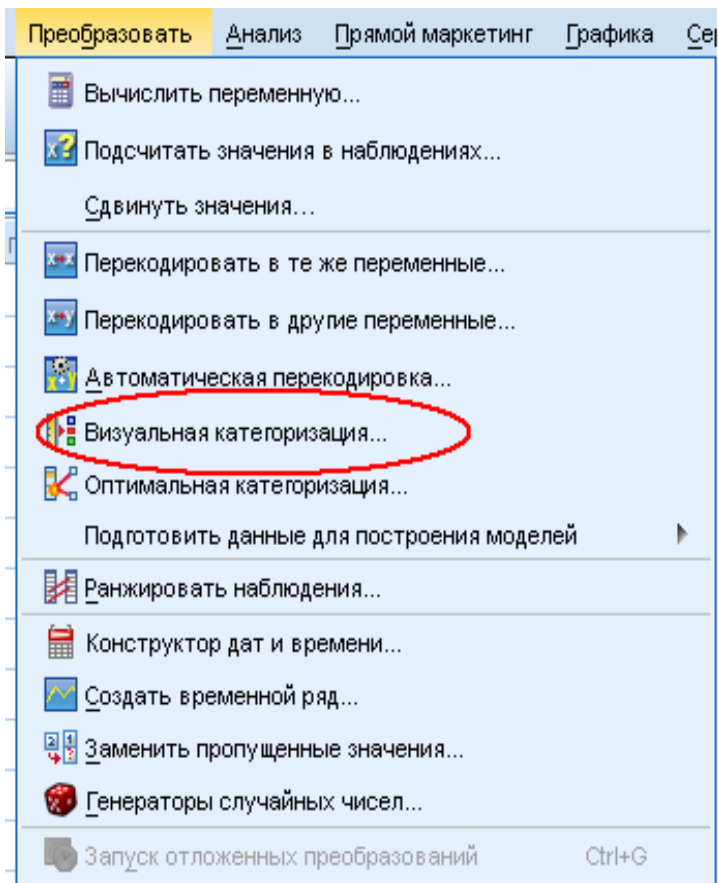 Преобразовать Анализ Прямой маркетинг Графика
Вычислить переменную...
Подсчитать значения в наблюдениях...
Сдвинуть значения...
Перекодировать в те же переменные...
Перекодировать в другие переменные...
Автоматическая перекодировка...
Визуальная категоризация...
Оптимальная категоризация...
Подготовить данные для построения моделей
Ранжировать наблюдения...
Конструктор дат и времени...
Создать временной ряд...
Заменить пропущенные значения...
Генераторы случайных чисел...
Запуск отложенных преобразований Ctrl+G